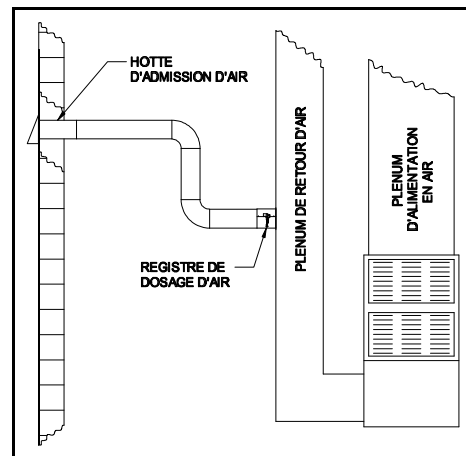 HOTTE
D'ADMISSION D'AIR
PLENUM DE RETOUR D'AIR
PLENUM
D'ALIMENTATION
EN AIR
REGISTRE DE
DOSAGE D'AIR